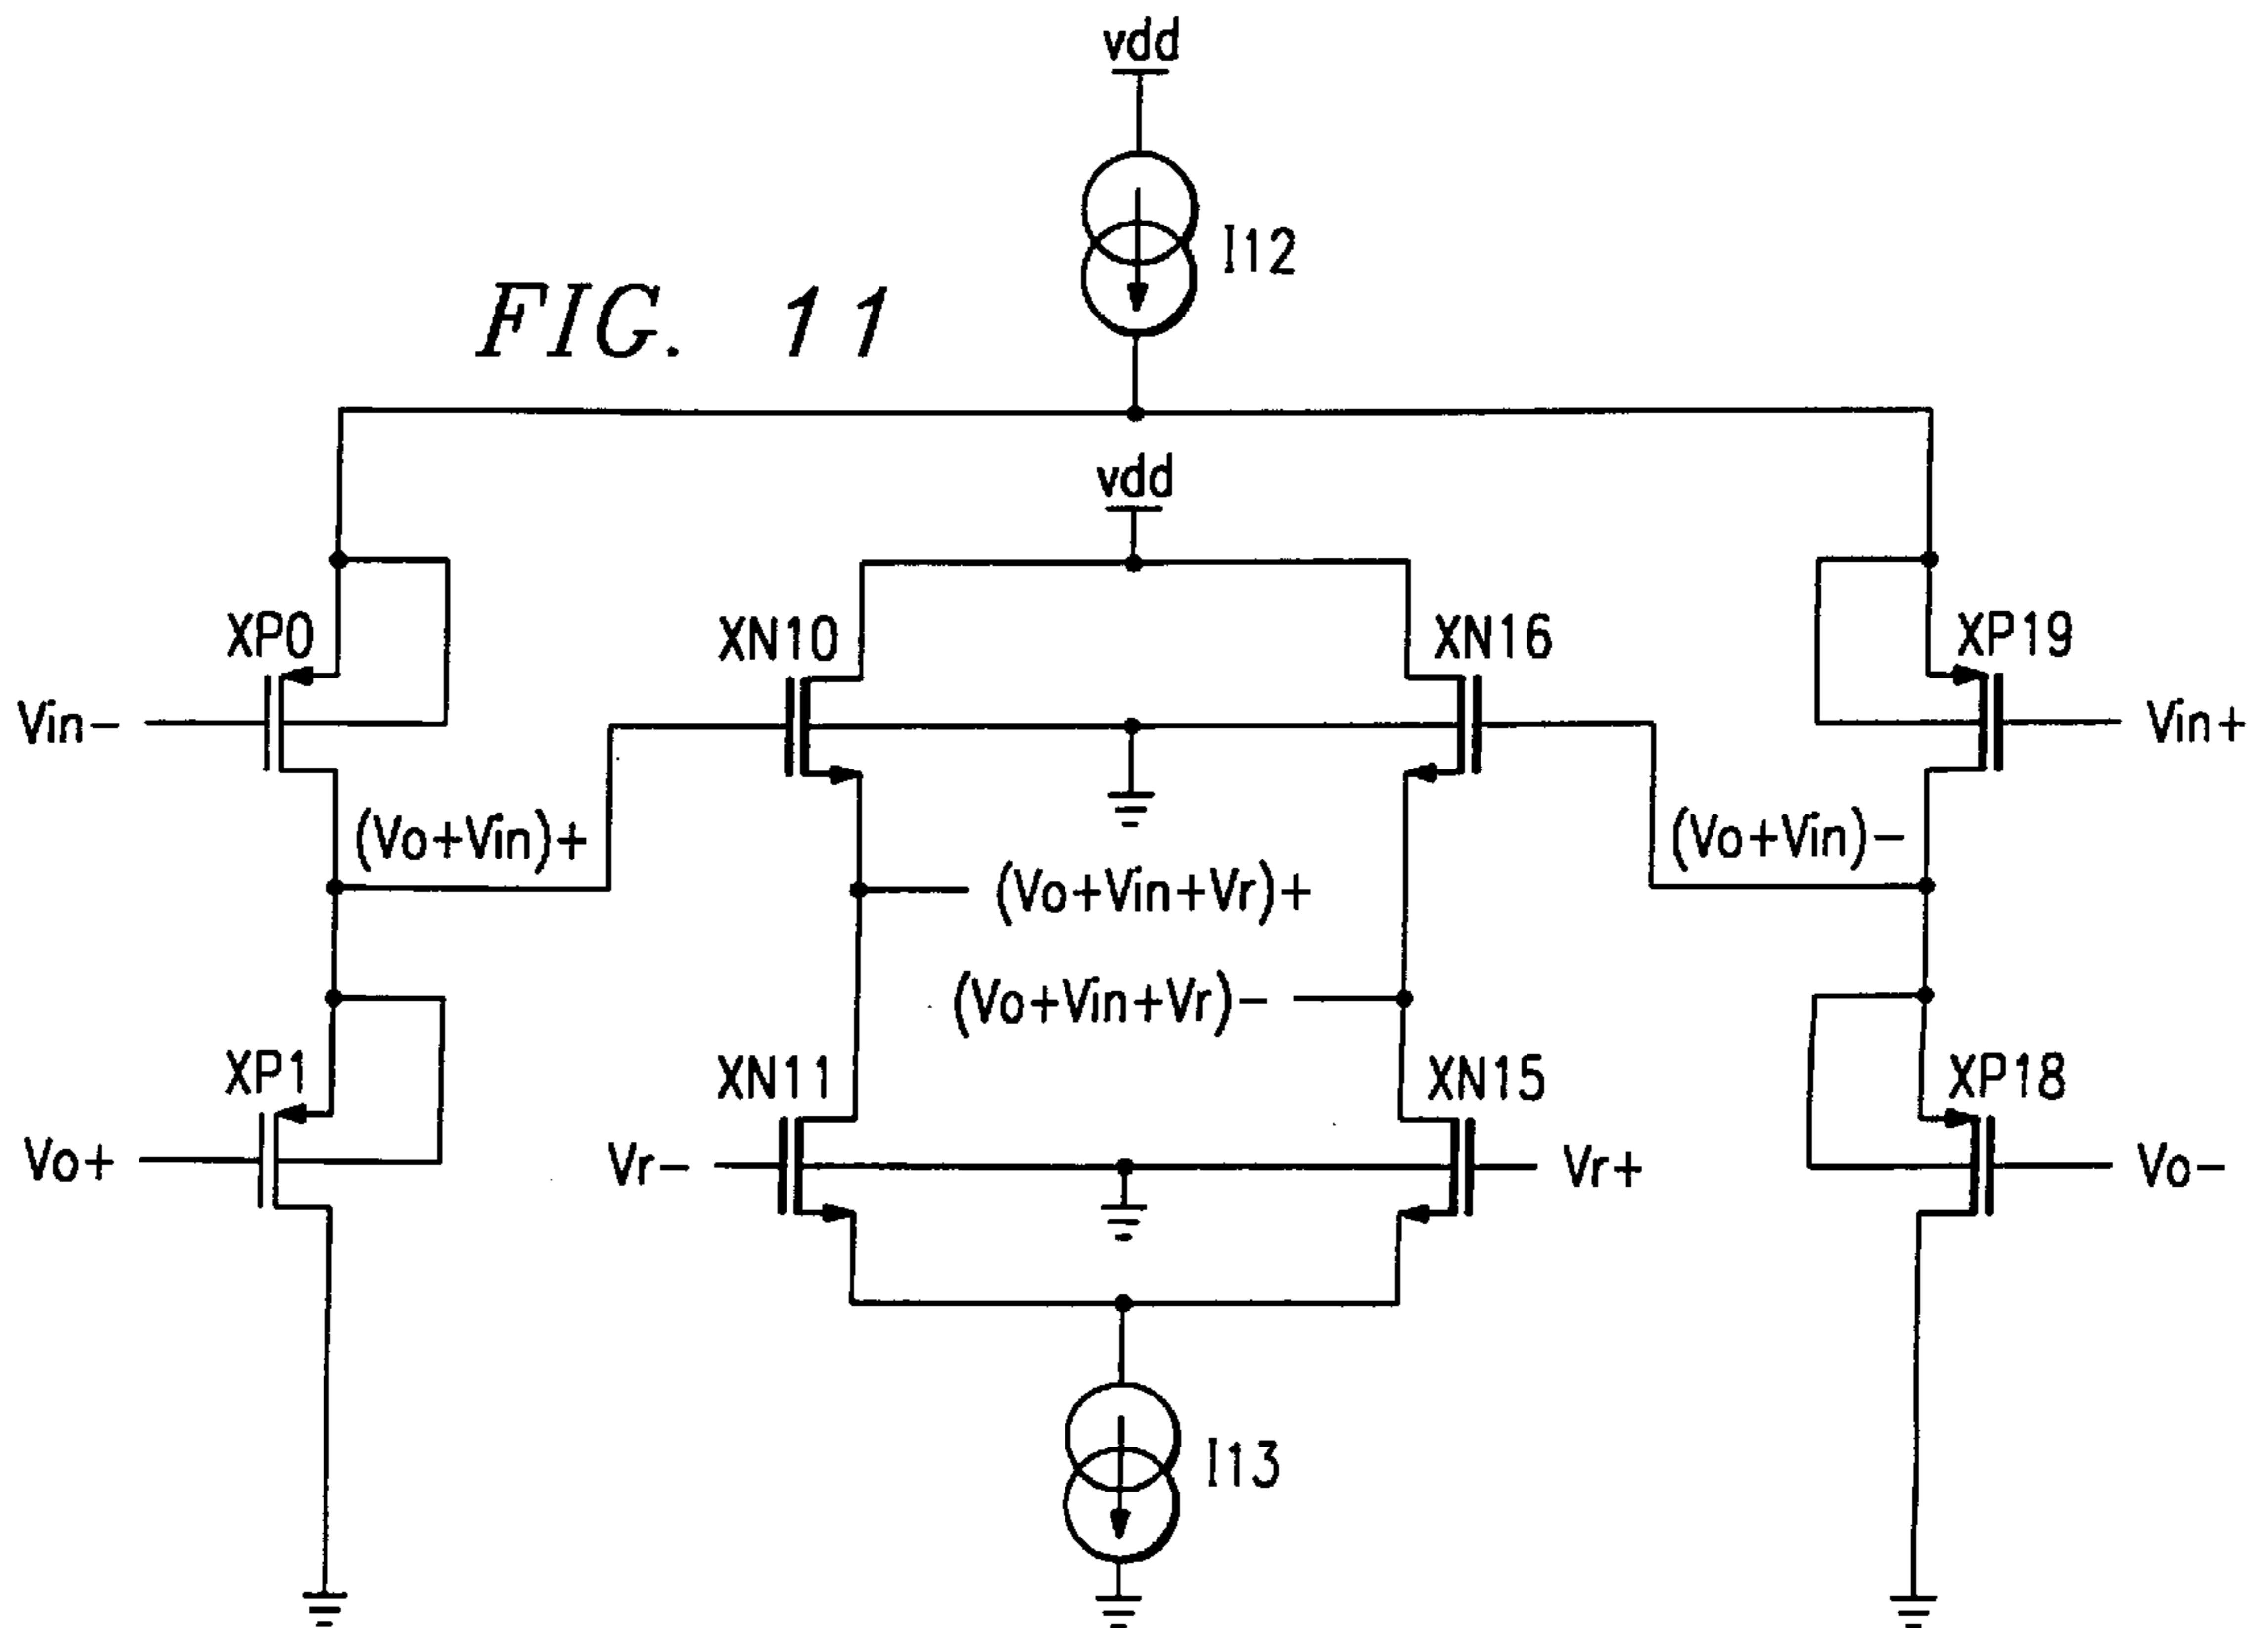 vdd
I12
FIG. 11
vdd
XP0
XN10
XN16
XP19
Vin-
Vin+
(Vo+Vin)+
(Vo+Vin)-
(Vo+Vin+Vr)+
(Vo+Vin+Vr)-
XP1
XN11
XN15
XP18
Vo+
Vr-
Vr+
Vo-
I13